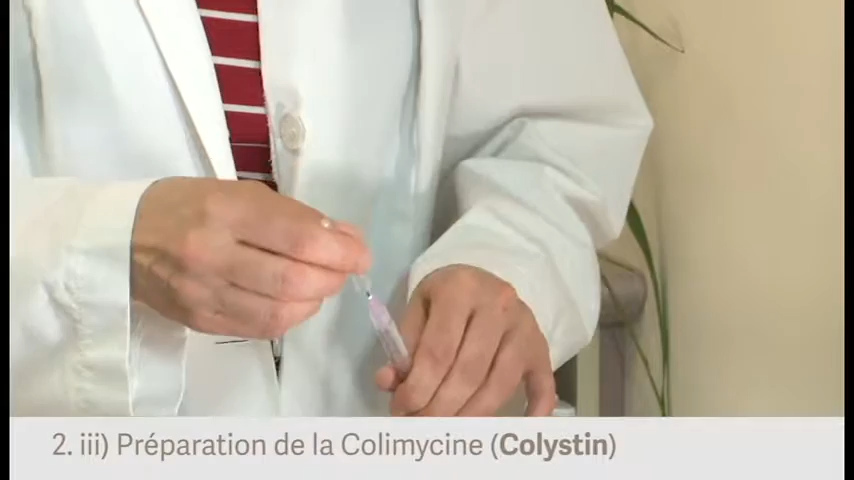 2. iii) Préparation de la Colimycine (Colystin)